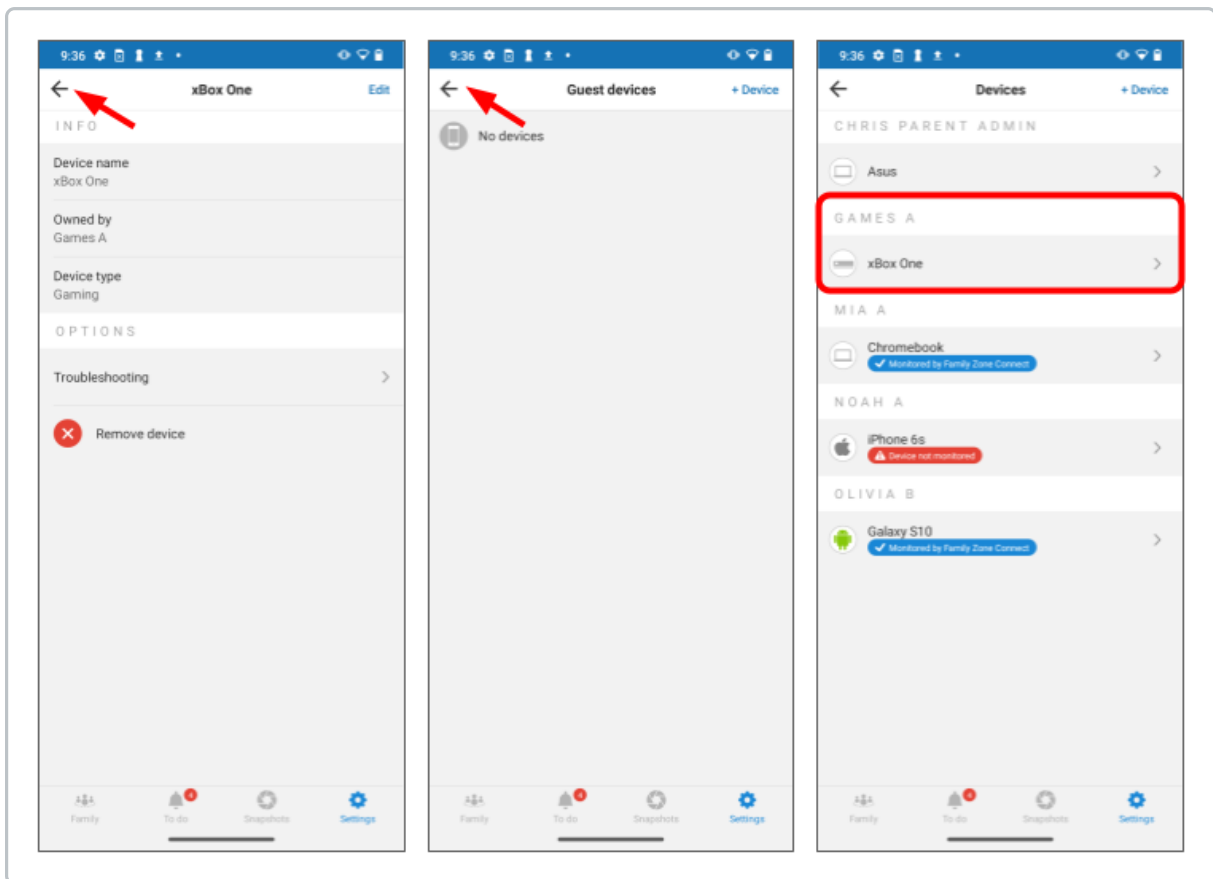 9:36
xBox One
Edit
INFO
Device name
xBox One
Owned by
Games A
Device type
Gaming
OPTIONS
Troubleshooting
Remove device
Family
To do
4
Snapshots
Settings
9:36
Guest devices
+ Device
No devices
Family
To do
4
Snapshots
Settings
9:36
Devices
+ Device
CHRIS PARENT ADMIN
Asus
GAMES A
xBox One
MIA A
Chromebook
Monitored by Family Zone Connect
NOAH A
iPhone 6s
Device not monitored
OLIVIA B
Galaxy S10
Monitored by Family Zone Connect
Family
To do
4
Snapshots
Settings